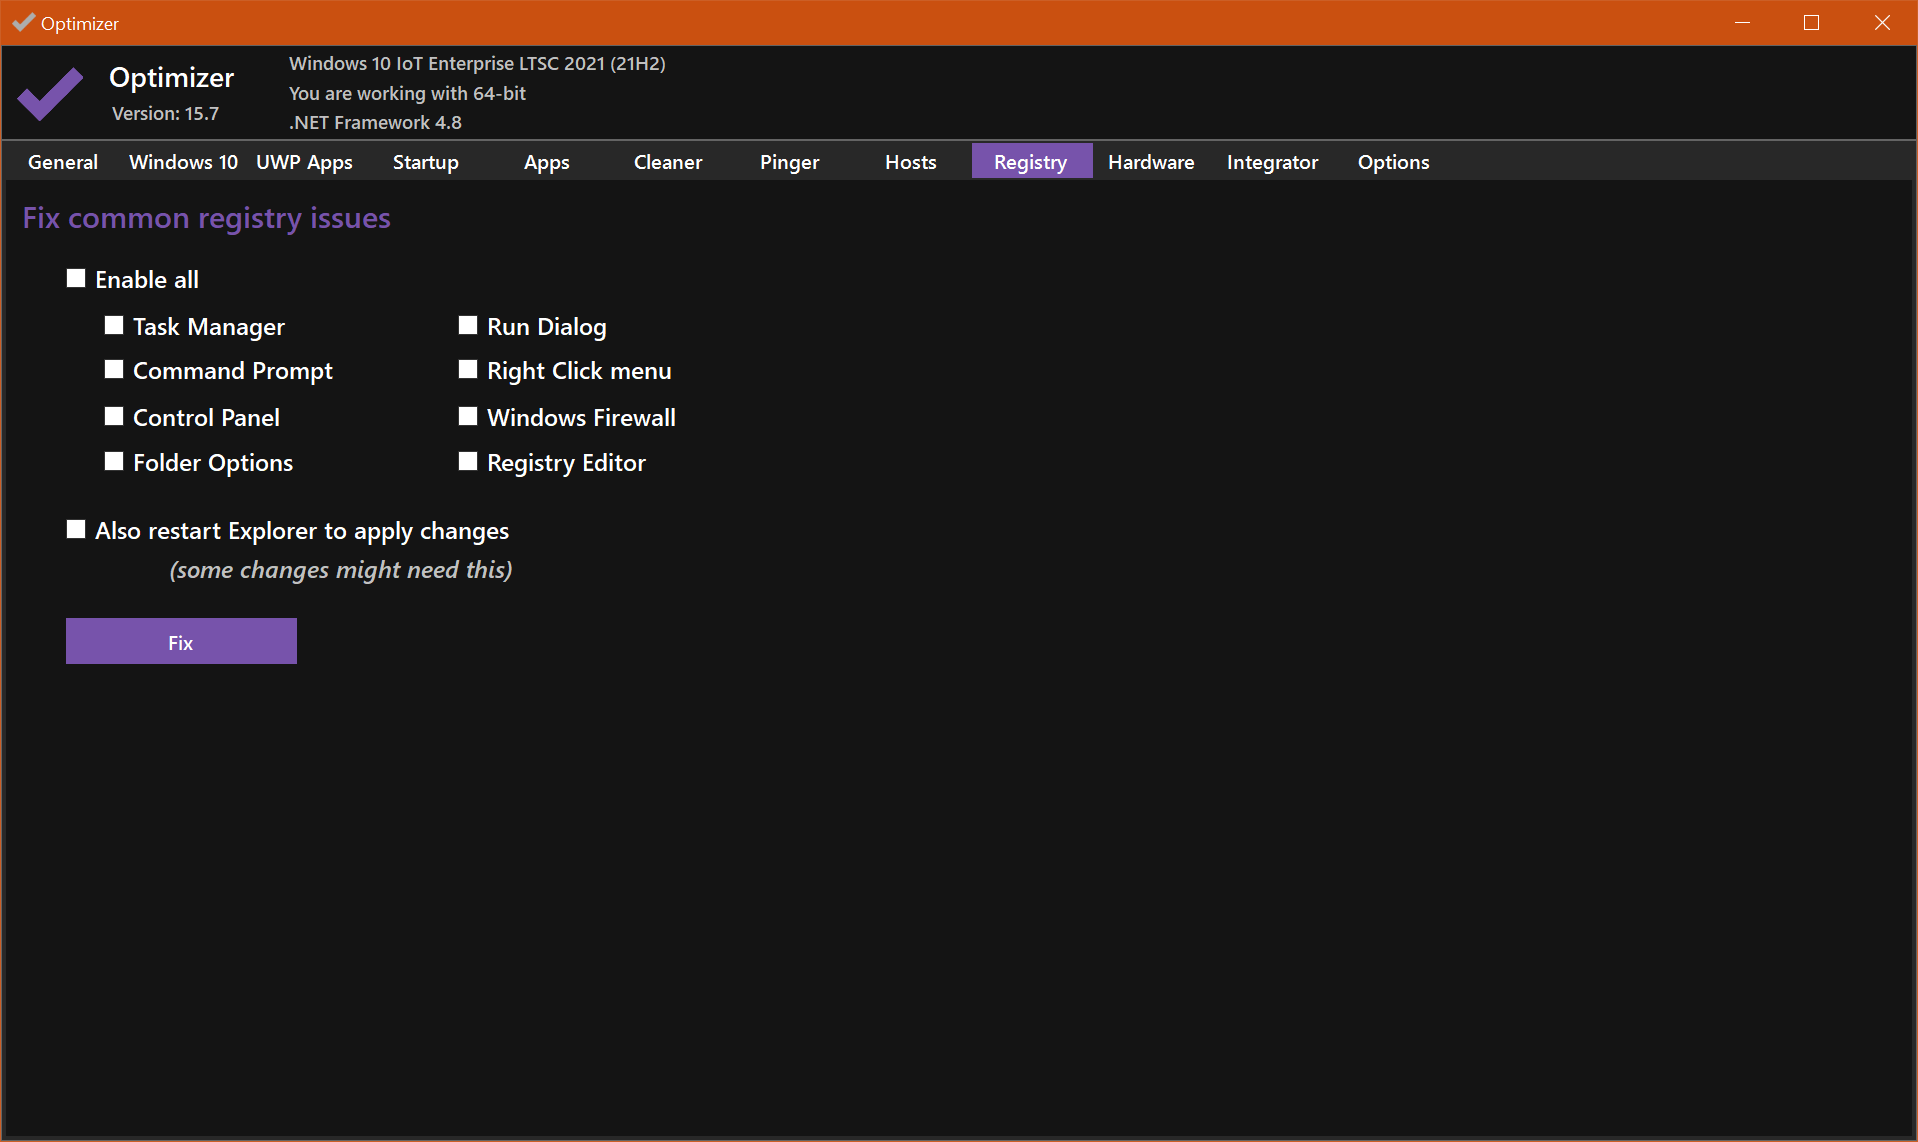 Optimizer
Optimizer
Version: 15.7
Windows 10 IoT Enterprise LTSC 2021 (21H2)
You are working with 64-bit
.NET Framework 4.8
General Windows 10 UWP Apps Startup Apps Cleaner Pinger Hosts Registry Hardware Integrator Options
Fix common registry issues
Enable all
Task Manager Run Dialog
Command Prompt Right Click menu
Control Panel Windows Firewall
Folder Options Registry Editor
Also restart Explorer to apply changes
(some changes might need this)
Fix